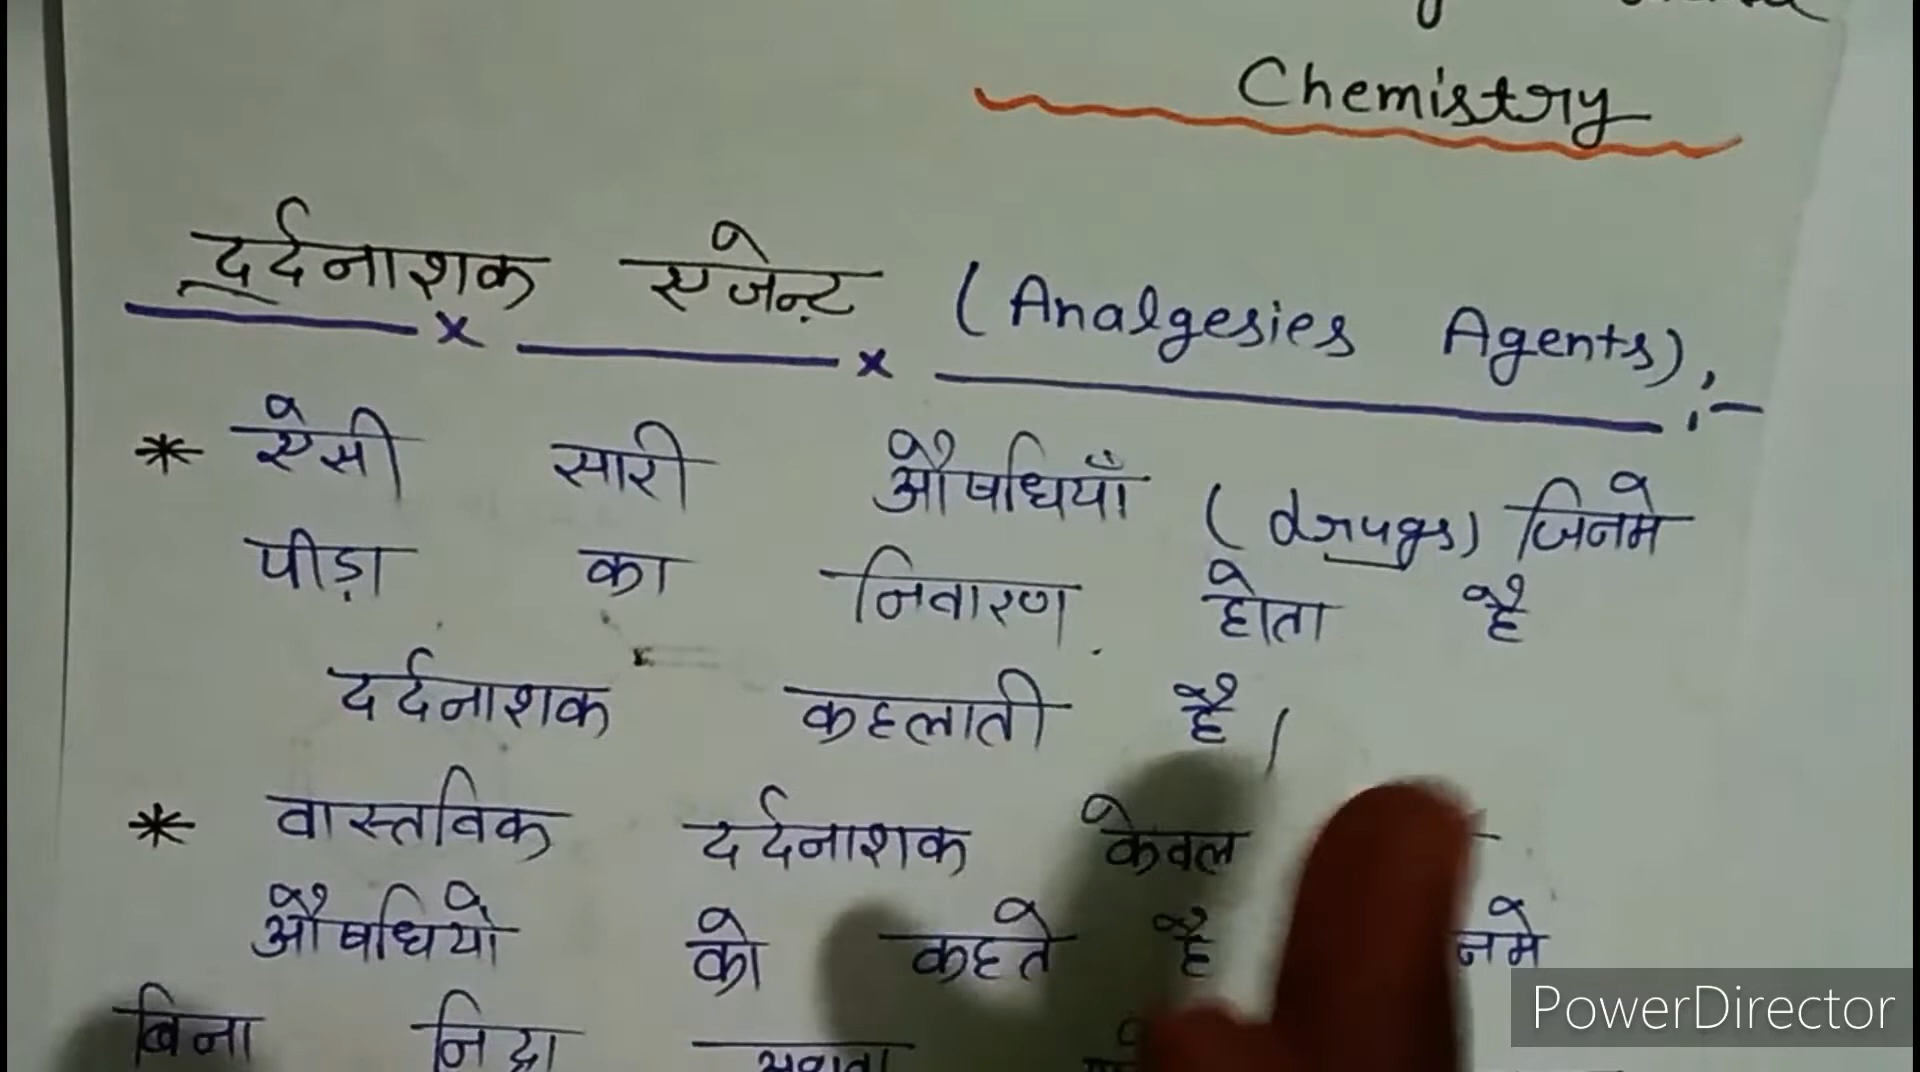 Chemistry
दर्दनाशक एजेन्ट (Analgesies Agents) :-
* ऐसी सारी औषधियाँ (drugs) जिनमे
पीड़ा का निवारण होता है
दर्दनाशक कहलाती है।
* वास्तविक दर्दनाशक केवल
औषधियो को कहते है नमे
बिना निद्रा
PowerDirector